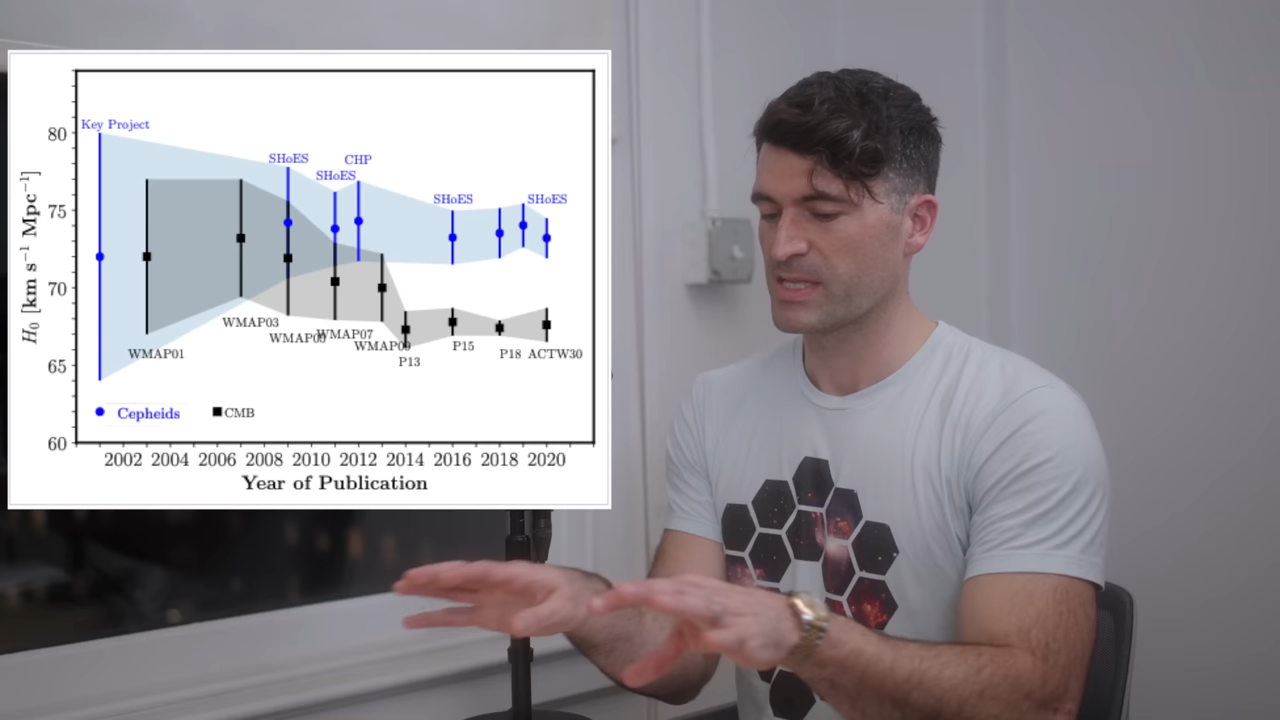 Key Project
80
SHoES
CHP
SHoES
SHoES
SHoES
75
H₀ [km s⁻¹ Mpc⁻¹]
70
WMAP03
WMAP07
WMAP09
WMAP01
P13
P15
P18
ACTW30
65
Cepheids
CMB
60
2002 2004 2006 2008 2010 2012 2014 2016 2018 2020
Year of Publication